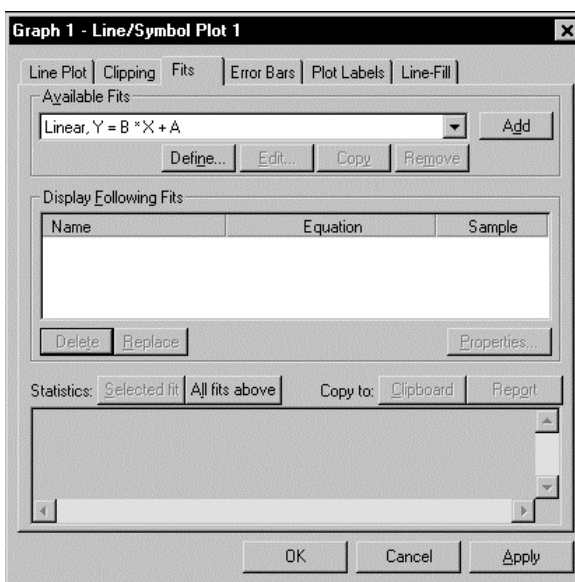 Graph 1 - Line/Symbol Plot 1
Line Plot Clipping Fits Error Bars Plot Labels Line-Fill
Available Fits
Linear, Y = B * X + A Add
Define... Edit... Copy Remove
Display Following Fits
Name Equation Sample
Delete Replace Properties...
Statistics: Selected fit All fits above Copy to: Clipboard Report
OK Cancel Apply